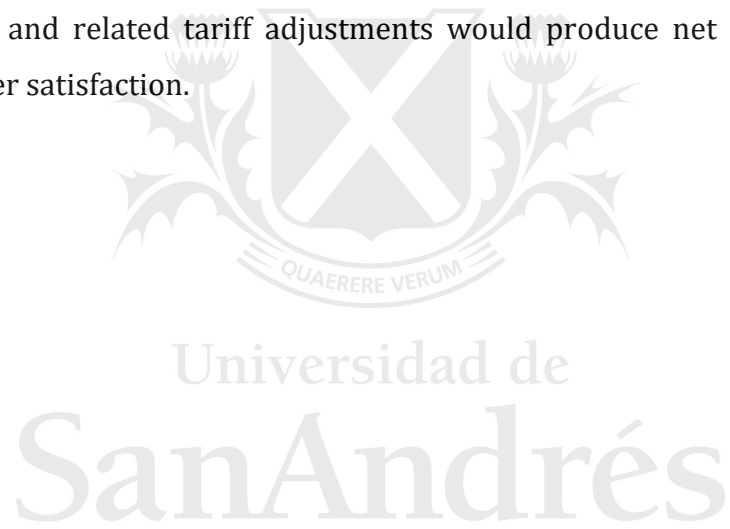 and related tariff adjustments would produce net
er satisfaction.
QUAERERE VERUM
Universidad de
SanAndrés